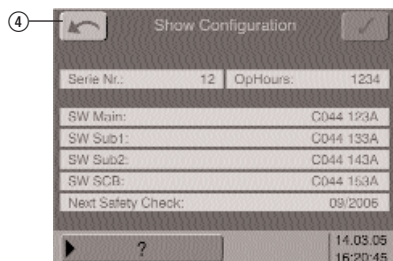 4
Show Configuration
Serie Nr.: 12 OpHours: 1234
SW Main: C044 123A
SW Sub1: C044 133A
SW Sub2: C044 143A
SW SCB: C044 153A
Next Safety Check: 09/2006
? 14.03.05
16:20:45